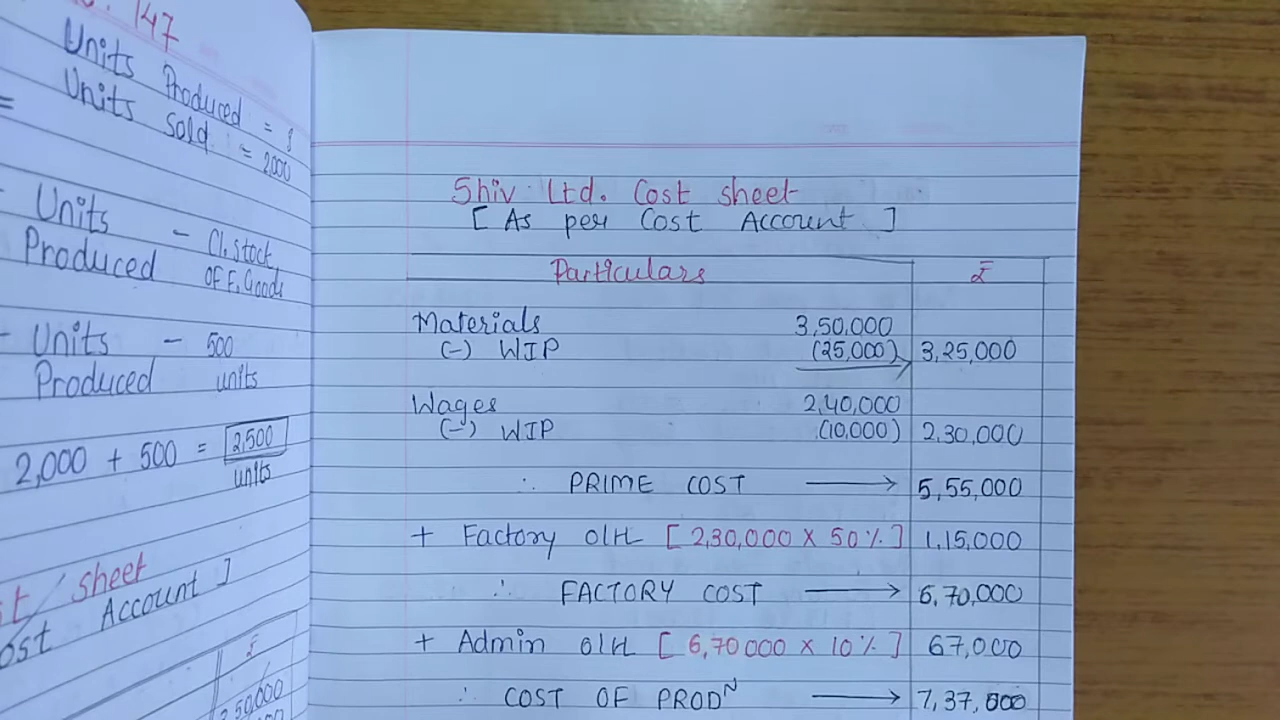 147
Units Produced =
= Units sold = 2000
Units - Cl. Stock
Produced OF F. Goods
Units - 500
Produced units
2,000 + 500 = 2,500
units
Sheet
Account ]
Shiv Ltd. Cost sheet
[ As per Cost Account ]
Particulars ₹
Materials 3,50,000
(-) WIP (25,000) 3,25,000
Wages 2,40,000
(-) WIP (10,000) 2,30,000
∴ PRIME COST → 5,55,000
+ Factory O/H [ 2,30,000 X 50% ] 1,15,000
∴ FACTORY COST → 6,70,000
+ Admin O/H [ 6,70000 X 10% ] 67,000
∴ COST OF PRODᴺ → 7,37,000